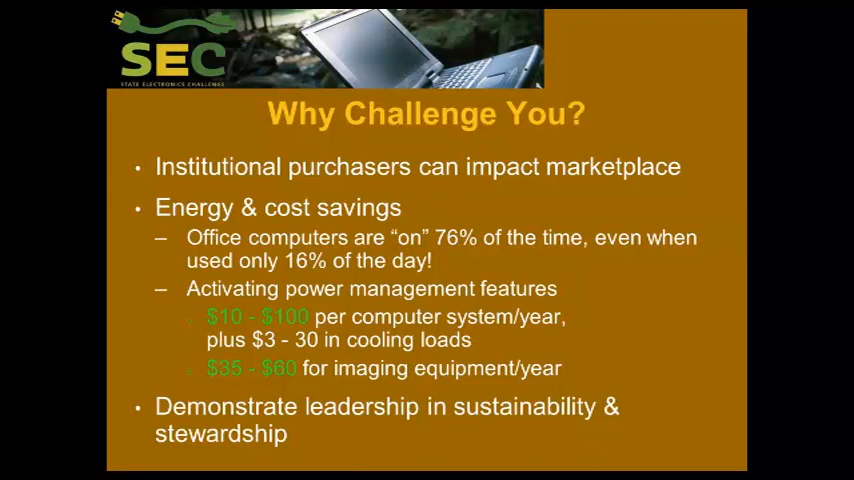 SEC
STATE ELECTRONICS CHALLENGE
Why Challenge You?
• Institutional purchasers can impact marketplace
• Energy & cost savings
– Office computers are “on” 76% of the time, even when
used only 16% of the day!
– Activating power management features
$10 - $100 per computer system/year,
plus $3 - 30 in cooling loads
$35 - $60 for imaging equipment/year
• Demonstrate leadership in sustainability &
stewardship